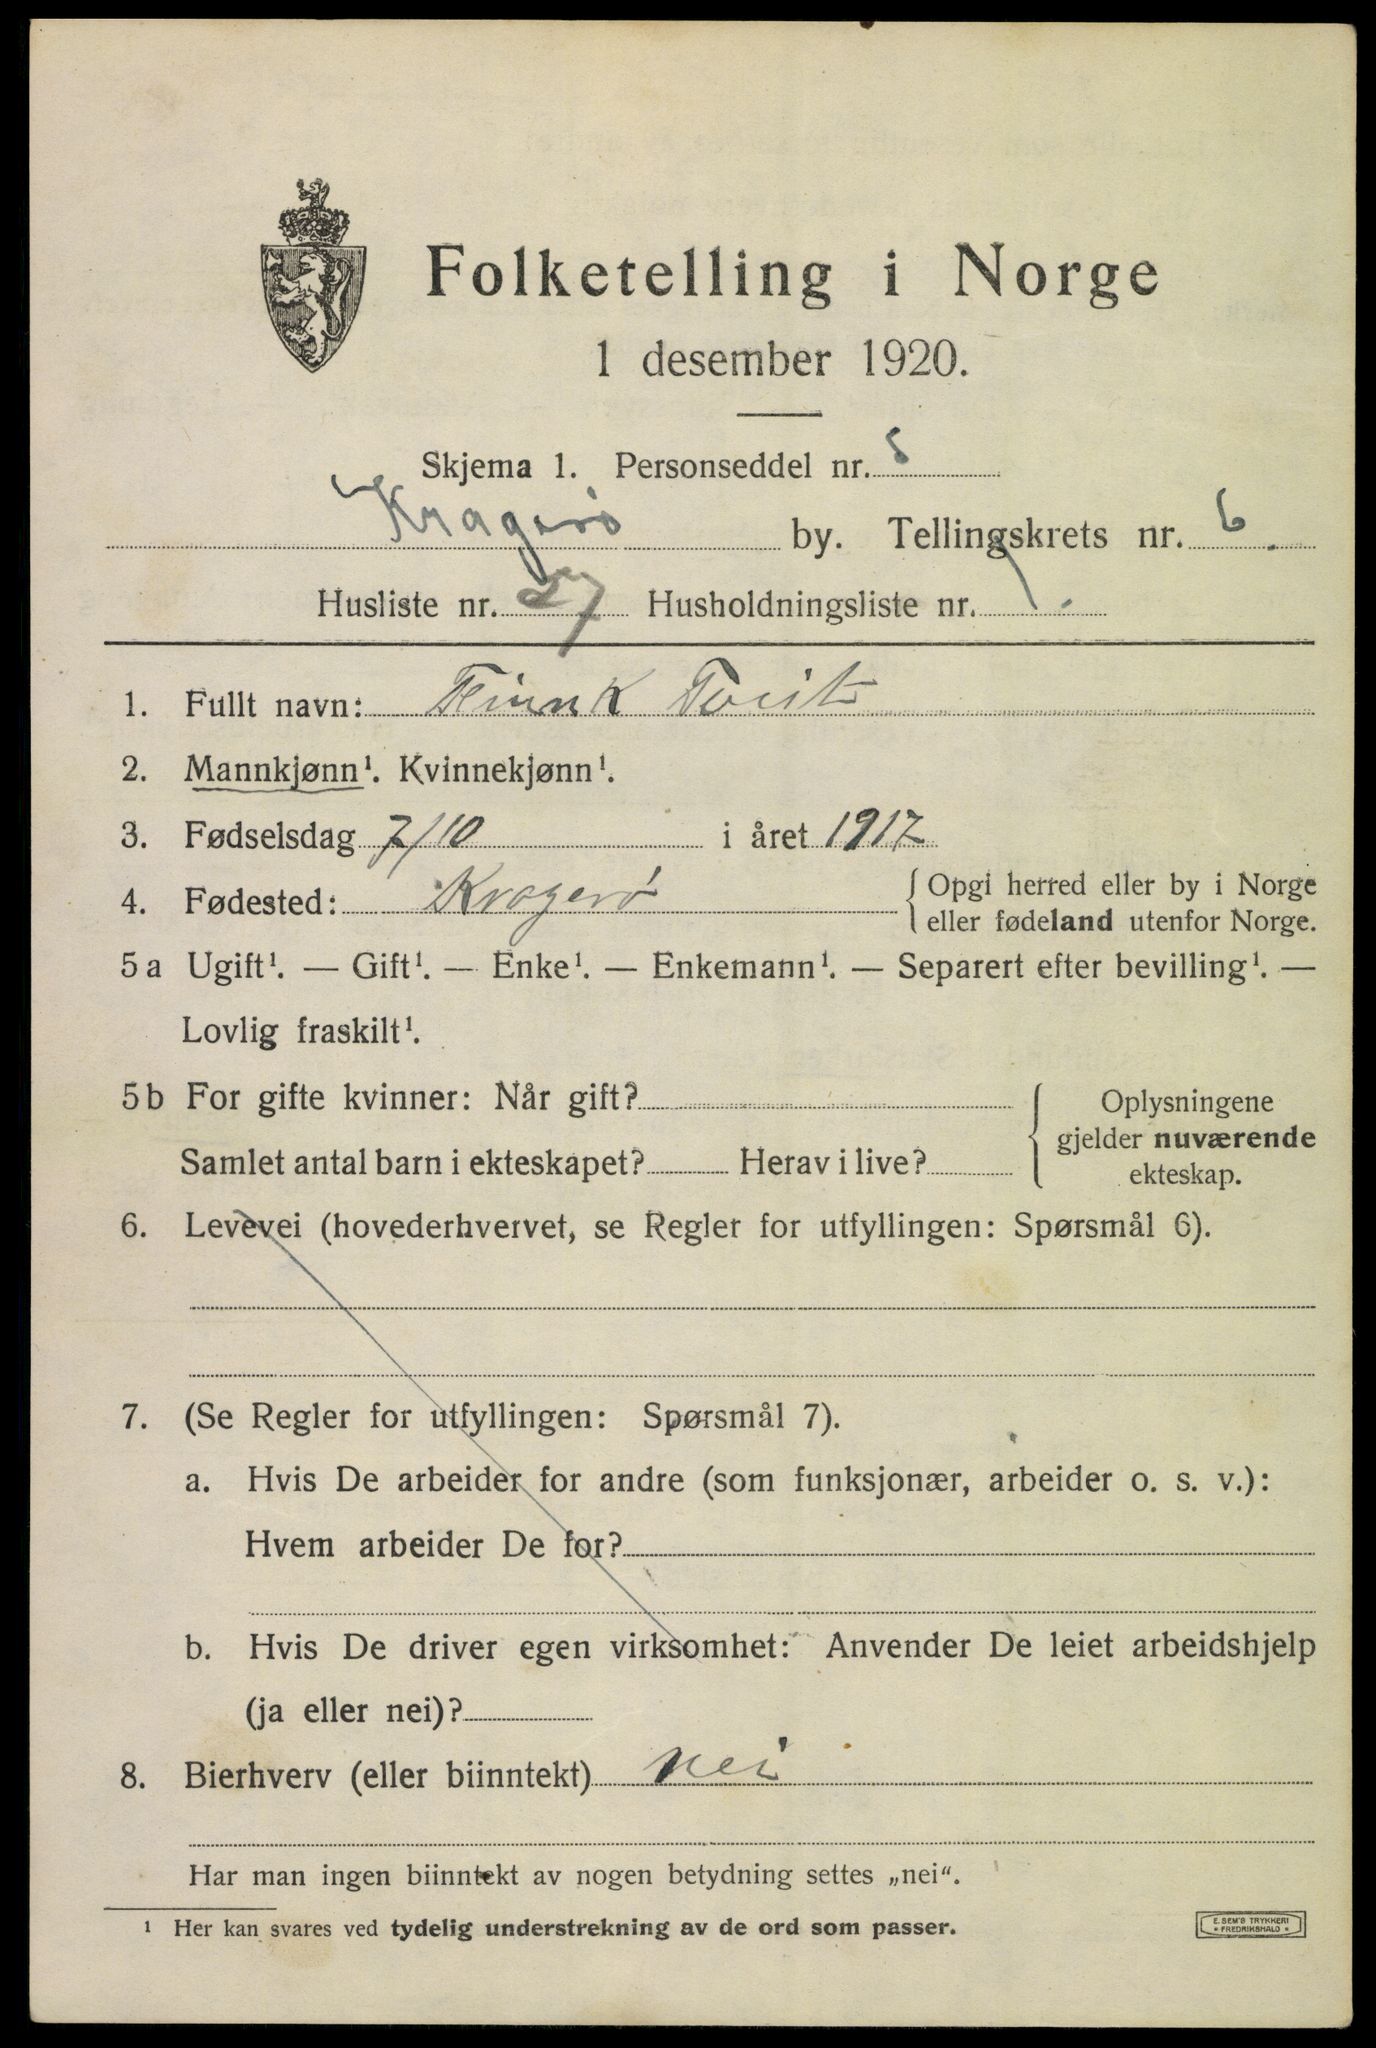 Folketelling i Norge
1 desember 1920.
Skjema 1. Personseddel nr. 5
Kragerø by. Tellingskrets nr. 6.
Husliste nr. 27 Husholdningsliste nr. 1.
1. Fullt navn: Finn K
2. Mannkjønn¹. Kvinnekjønn¹.
3. Fødselsdag 7/10 i året 1917
4. Fødested: Kragerø { Opgi herred eller by i Norge
eller fødeland utenfor Norge.
5 a Ugift¹. — Gift¹. — Enke¹. — Enkemann¹. — Separert efter bevilling¹. —
Lovlig fraskilt¹.
5 b For gifte kvinner: Når gift? { Oplysningene
gjelder nuværende
Samlet antal barn i ekteskapet? Herav i live? ekteskap.
6. Levevei (hovederhvervet, se Regler for utfyllingen: Spørsmål 6).
7. (Se Regler for utfyllingen: Spørsmål 7).
a. Hvis De arbeider for andre (som funksjonær, arbeider o. s. v.):
Hvem arbeider De for?
b. Hvis De driver egen virksomhet: Anvender De leiet arbeidshjelp
(ja eller nei)?
8. Bierhverv (eller biinntekt) nei
Har man ingen biinntekt av nogen betydning settes „nei“.
¹ Her kan svares ved tydelig understrekning av de ord som passer.
E. SEM'S TRYKKERI
• FREDRIKSHALD •